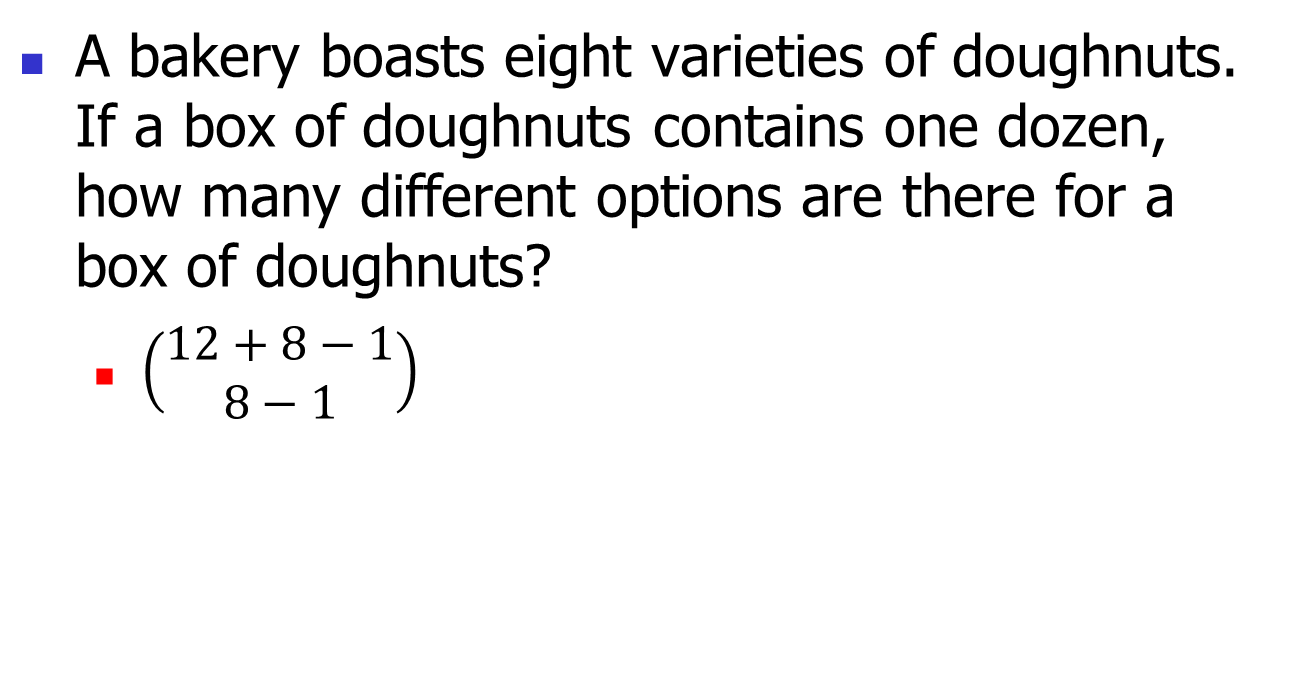 A bakery boasts eight varieties of doughnuts.
If a box of doughnuts contains one dozen,
how many different options are there for a
box of doughnuts?
(12 + 8 − 1
8 − 1)